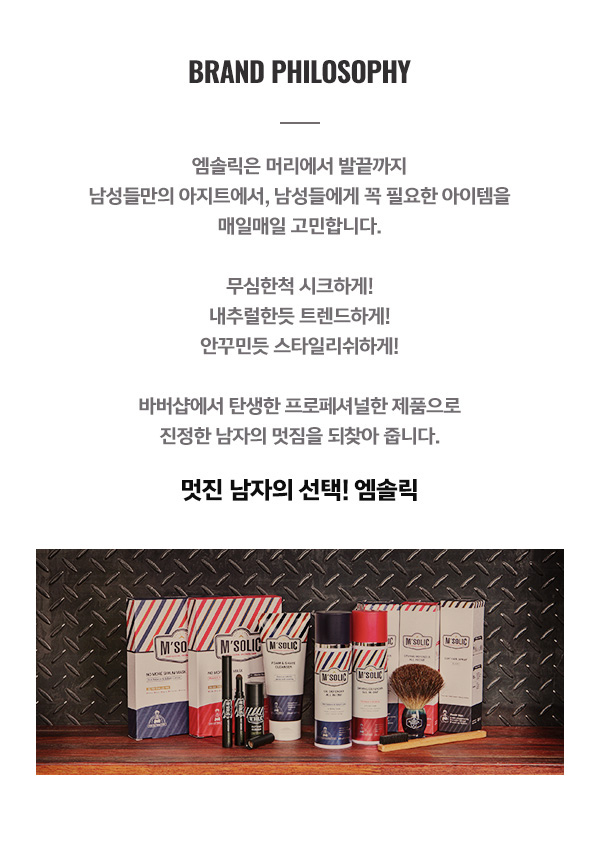 BRAND PHILOSOPHY
엠솔릭은 머리에서 발끝까지
남성들만의 아지트에서, 남성들에게 꼭 필요한 아이템을
매일매일 고민합니다.
무심한척 시크하게!
내추럴한듯 트렌드하게!
안꾸민듯 스타일리쉬하게!
바버샵에서 탄생한 프로페셔널한 제품으로
진정한 남자의 멋짐을 되찾아 줍니다.
멋진 남자의 선택! 엠솔릭
M'SOLIC
M'SOLIC
M'SOLIC
M'SOLIC
M'SOLIC